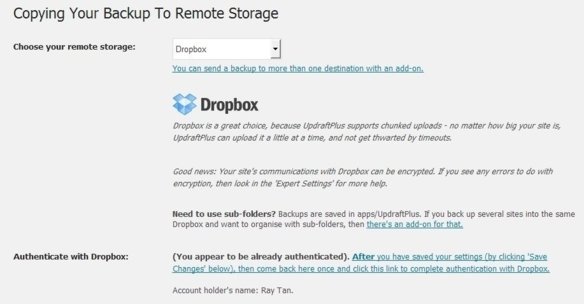 Copying Your Backup To Remote Storage
Choose your remote storage:
Dropbox
You can send a backup to more than one destination with an add-on.
Dropbox
Dropbox is a great choice, because UpdraftPlus supports chunked uploads - no matter how big your site is,
UpdraftPlus can upload it a little at a time, and not get thwarted by timeouts.
Good news: Your site's communications with Dropbox can be encrypted. If you see any errors to do with
encryption, then look in the 'Expert Settings' for more help.
Need to use sub-folders? Backups are saved in apps/UpdraftPlus. If you back up several sites into the same
Dropbox and want to organise with sub-folders, then there's an add-on for that.
Authenticate with Dropbox:
(You appear to be already authenticated). After you have saved your settings (by clicking 'Save
Changes' below), then come back here once and click this link to complete authentication with Dropbox.
Account holder's name: Ray Tan.